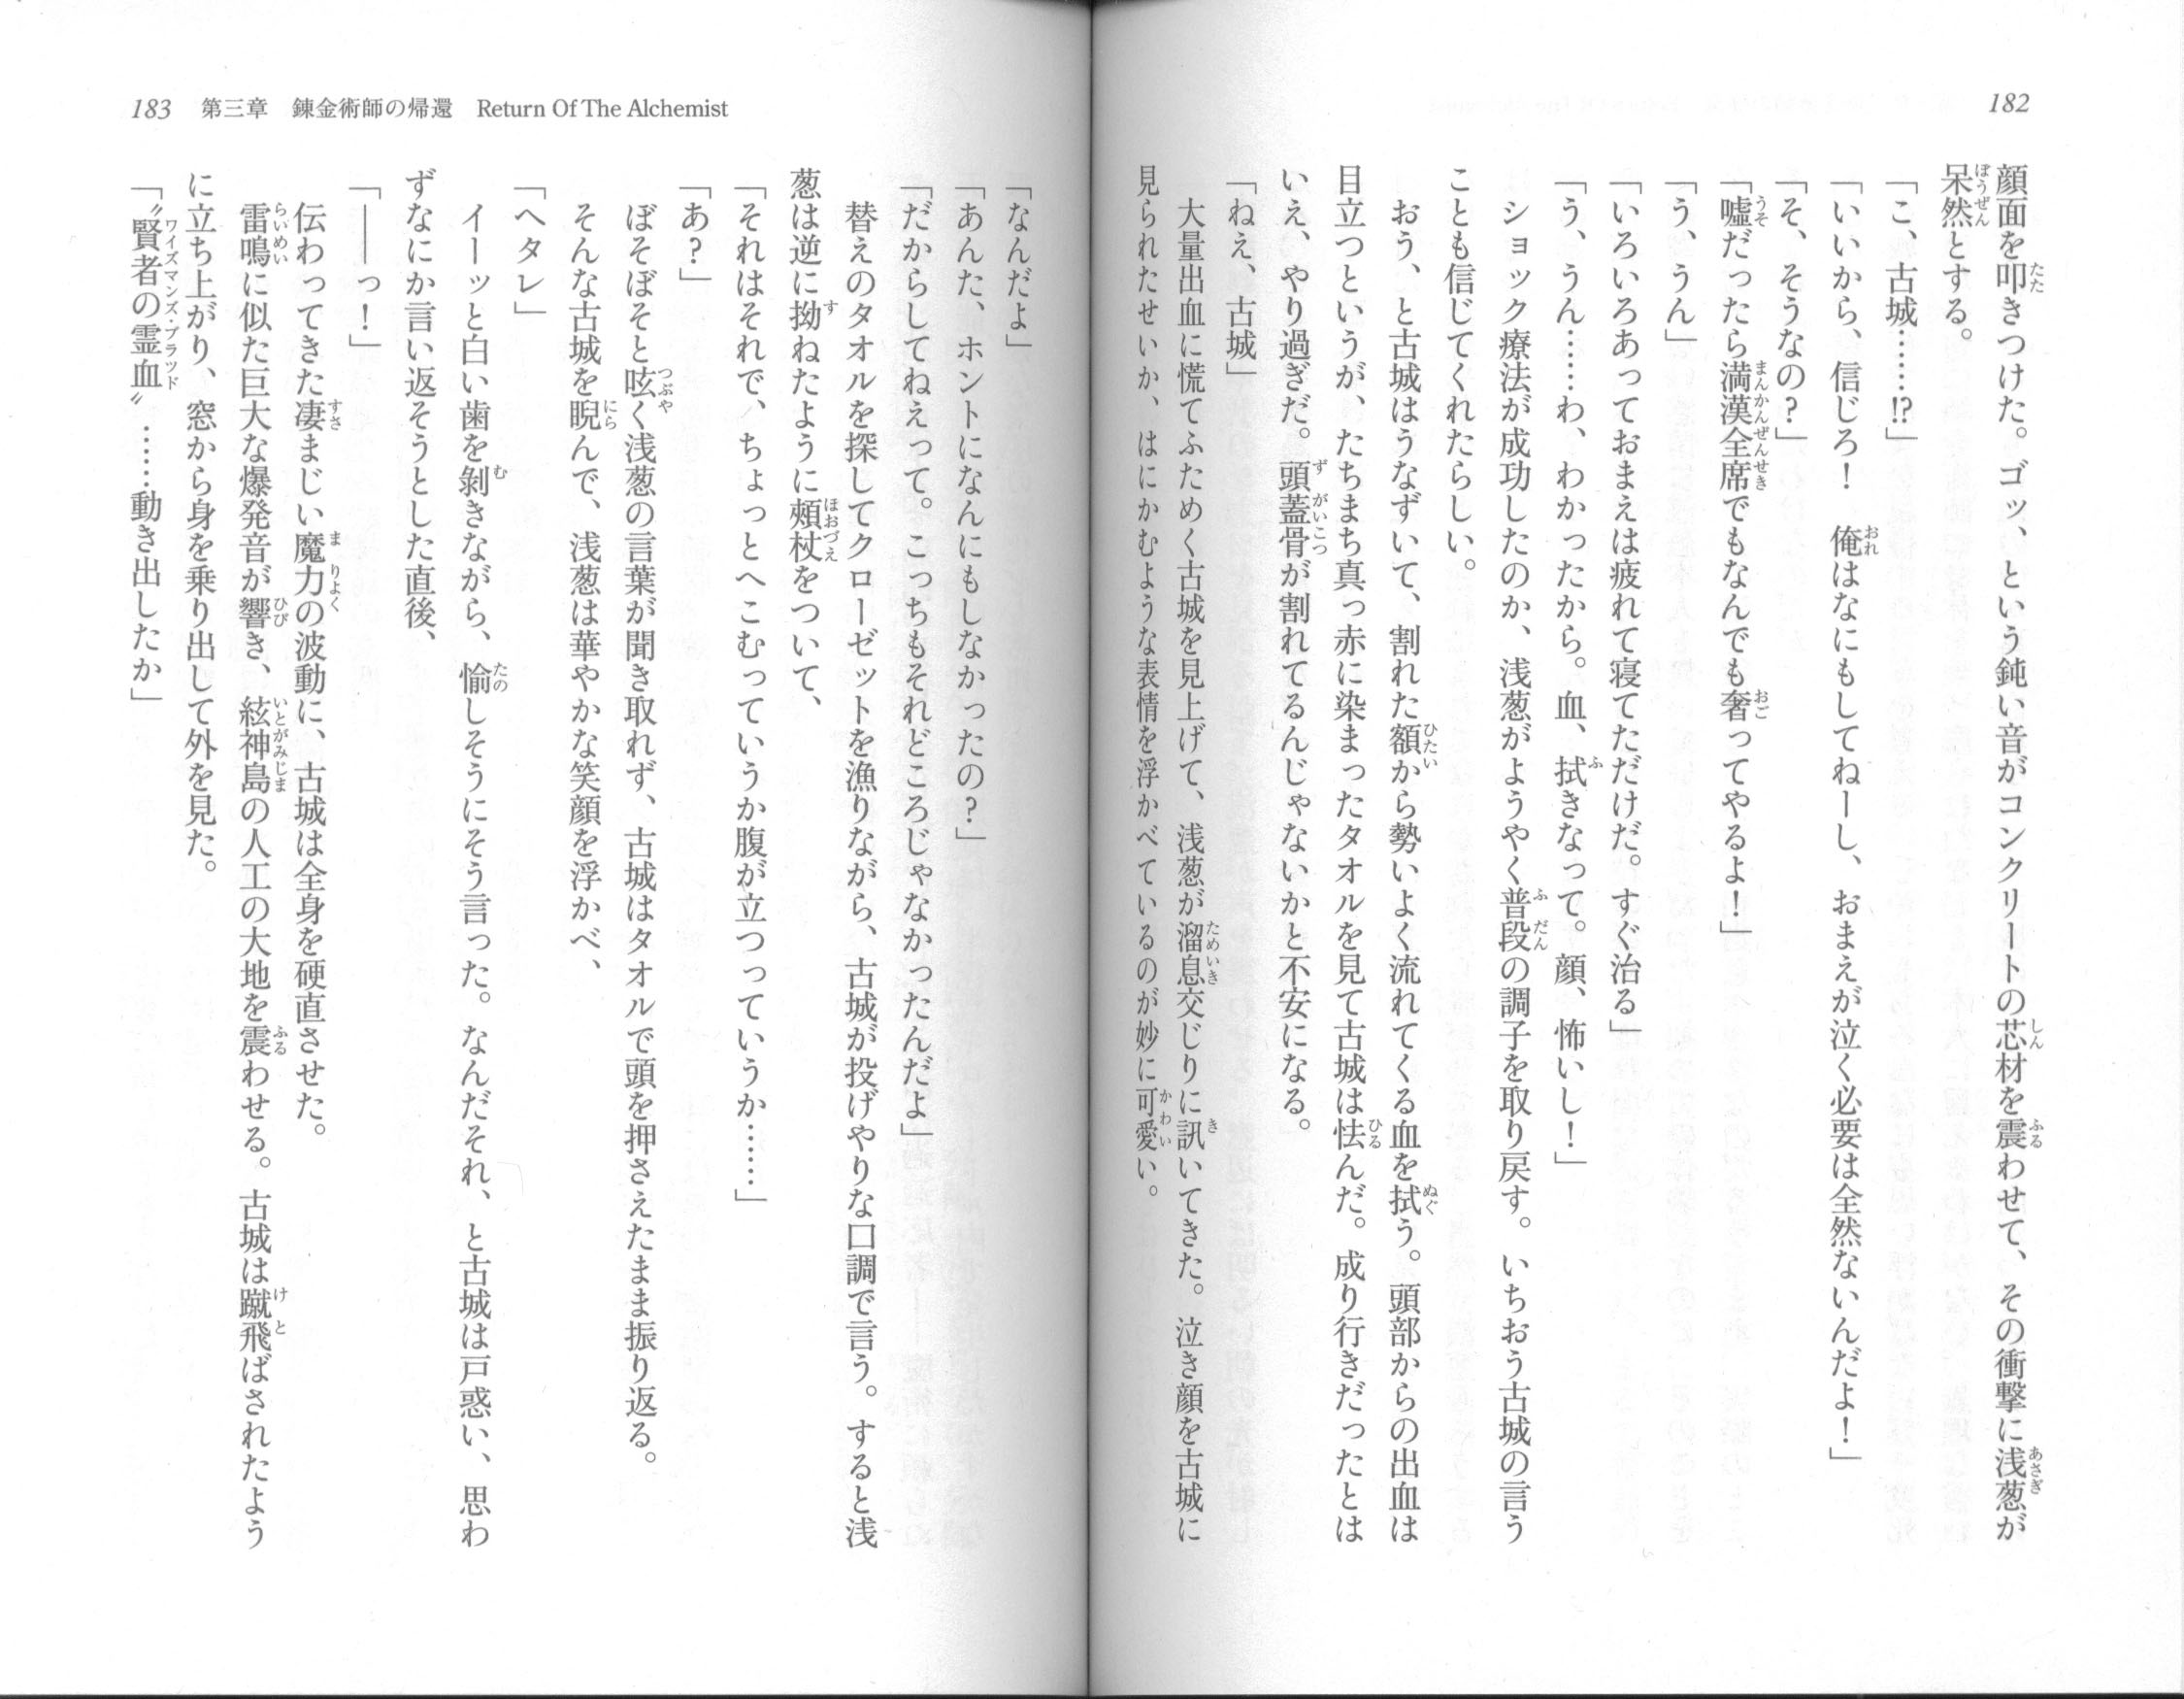 182
顔面を叩きつけた。ゴッ、という鈍い音がコンクリートの芯材を震わせて、その衝撃に浅葱が
呆然とする。
「こ、古城……!?」
「いいから、信じろ！　俺はなにもしてねーし、おまえが泣く必要は全然ないんだよ！」
「そ、そうなの？」
「嘘だったら満漢全席でもなんでも奢ってやるよ！」
「う、うん」
「いろいろあっておまえは疲れて寝てただけだ。すぐ治る」
「う、うん……わ、わかったから。血、拭きなって。顔、怖いし！」
　ショック療法が成功したのか、浅葱がようやく普段の調子を取り戻す。いちおう古城の言う
ことも信じてくれたらしい。
　おう、と古城はうなずいて、割れた額から勢いよく流れてくる血を拭う。頭部からの出血は
目立つというが、たちまち真っ赤に染まったタオルを見て古城は怯んだ。成り行きだったとは
いえ、やり過ぎだ。頭蓋骨が割れてるんじゃないかと不安になる。
「ねえ、古城」
　大量出血に慌てふためく古城を見上げて、浅葱が溜息交じりに訊いてきた。泣き顔を古城に
見られたせいか、はにかむような表情を浮かべているのが妙に可愛い。
183　第三章　錬金術師の帰還　Return Of The Alchemist
「なんだよ」
「あんた、ホントになんにもしなかったの？」
「だからしてねえって。こっちもそれどころじゃなかったんだよ」
　替えのタオルを探してクローゼットを漁りながら、古城が投げやりな口調で言う。すると浅
葱は逆に拗ねたように頰杖をついて、
「それはそれで、ちょっとへこむっていうか腹が立つっていうか……」
「あ？」
　ぼそぼそと呟く浅葱の言葉が聞き取れず、古城はタオルで頭を押さえたまま振り返る。
　そんな古城を睨んで、浅葱は華やかな笑顔を浮かべ、
「ヘタレ」
　イーッと白い歯を剝きながら、愉しそうにそう言った。なんだそれ、と古城は戸惑い、思わ
ずなにか言い返そうとした直後、
「――っ！」
　伝わってきた凄まじい魔力の波動に、古城は全身を硬直させた。
　雷鳴に似た巨大な爆発音が響き、絃神島の人工の大地を震わせる。古城は蹴飛ばされたよう
に立ち上がり、窓から身を乗り出して外を見た。
「〝賢者の霊血〟……動き出したか」